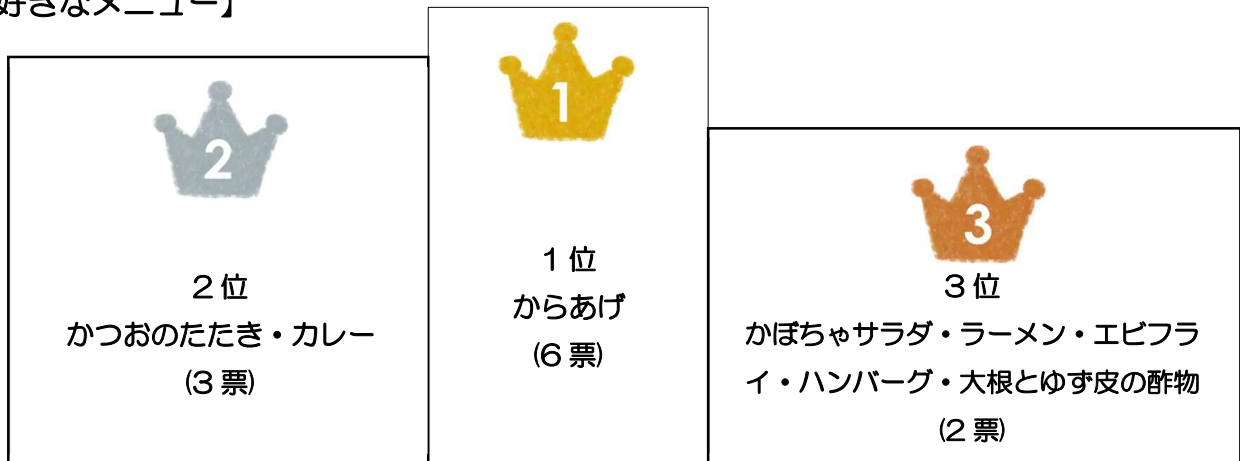 好きなメニュー】
2
2位
かつおのたたき・カレー
(3票)
1
1位
からあげ
(6票)
3
3位
かぼちゃサラダ・ラーメン・エビフラ
イ・ハンバーグ・大根とゆず皮の酢物
(2票)